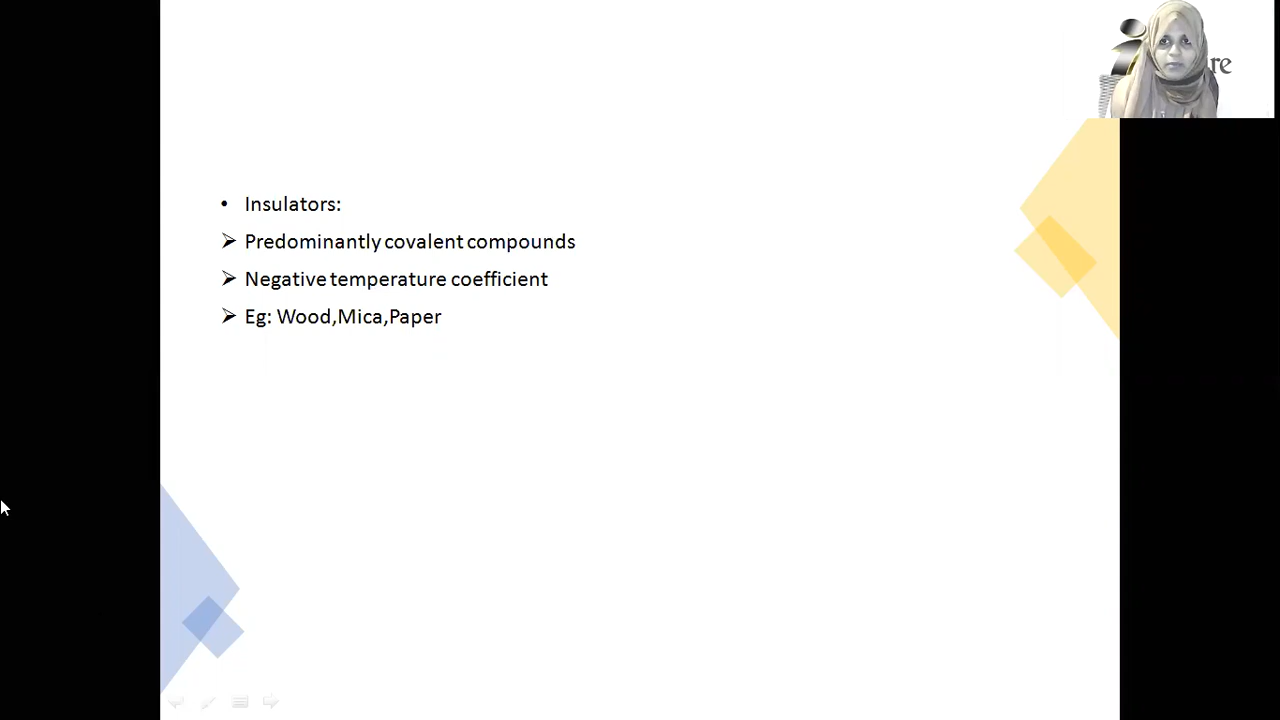 • Insulators:
➢ Predominantly covalent compounds
➢ Negative temperature coefficient
➢ Eg: Wood,Mica,Paper